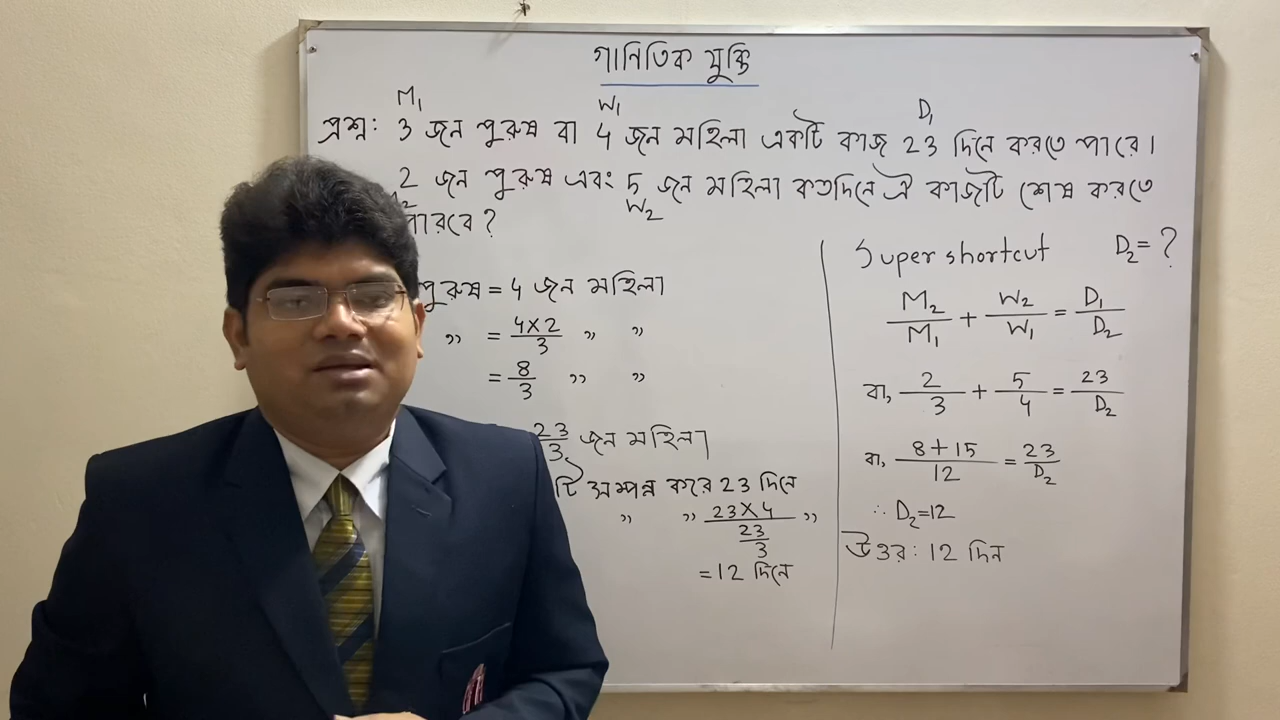 গানিতিক যুক্তি
M₁ W₁ D₁
প্রশ্ন: 3 জন পুরুষ বা 4 জন মহিলা একটি কাজ 23 দিনে করতে পারে।
2 জন পুরুষ এবং 5 জন মহিলা কতদিনে ঐ কাজটি শেষ করতে
W₂
পারবে?
পুরুষ = 4 জন মহিলা
" = 4×2/3 " "
= 8/3 " "
23/3 জন মহিলা
টি সম্পন্ন করে 23 দিনে
" " 23×4/(23/3) "
= 12 দিনে
Super shortcut D₂ = ?
M₂/M₁ + W₂/W₁ = D₁/D₂
বা, 2/3 + 5/4 = 23/D₂
বা, 8+15/12 = 23/D₂
∴ D₂=12
উত্তর: 12 দিন